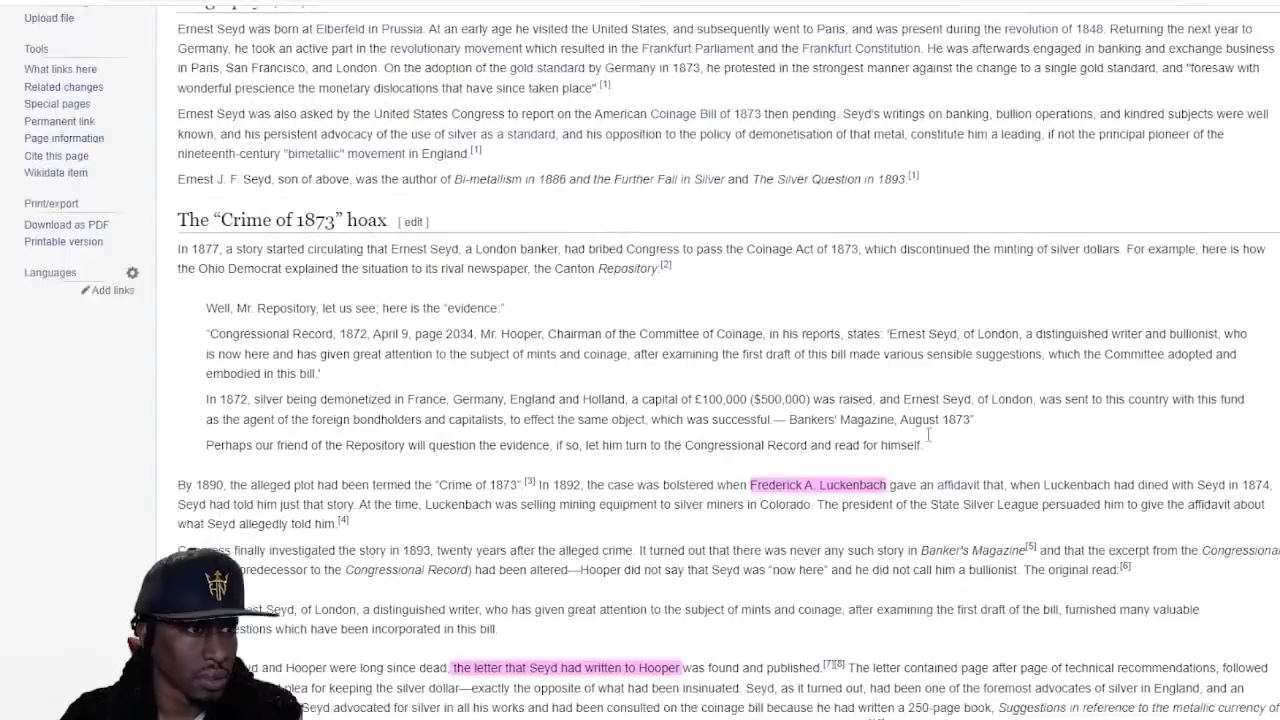 Upload file
Tools
What links here
Related changes
Special pages
Permanent link
Page information
Cite this page
Wikidata item
Print/export
Download as PDF
Printable version
Languages
Add links
Ernest Seyd was born at Elberfeld in Prussia. At an early age he visited the United States, and subsequently went to Paris, and was present during the revolution of 1848. Returning the next year to
Germany, he took an active part in the revolutionary movement which resulted in the Frankfurt Parliament and the Frankfurt Constitution. He was afterwards engaged in banking and exchange business
in Paris, San Francisco, and London. On the adoption of the gold standard by Germany in 1873, he protested in the strongest manner against the change to a single gold standard, and "foresaw with
wonderful prescience the monetary dislocations that have since taken place".[1]
Ernest Seyd was also asked by the United States Congress to report on the American Coinage Bill of 1873 then pending. Seyd's writings on banking, bullion operations, and kindred subjects were well
known, and his persistent advocacy of the use of silver as a standard, and his opposition to the policy of demonetisation of that metal, constitute him a leading, if not the principal pioneer of the
nineteenth-century "bimetallic" movement in England.[1]
Ernest J. F. Seyd, son of above, was the author of Bi-metallism in 1886 and the Further Fall in Silver and The Silver Question in 1893.[1]
The “Crime of 1873” hoax [ edit ]
In 1877, a story started circulating that Ernest Seyd, a London banker, had bribed Congress to pass the Coinage Act of 1873, which discontinued the minting of silver dollars. For example, here is how
the Ohio Democrat explained the situation to its rival newspaper, the Canton Repository:[2]
Well, Mr. Repository, let us see; here is the “evidence:”
“Congressional Record, 1872, April 9, page 2034, Mr. Hooper, Chairman of the Committee of Coinage, in his reports, states: ‘Ernest Seyd, of London, a distinguished writer and bullionist, who
is now here and has given great attention to the subject of mints and coinage, after examining the first draft of this bill made various sensible suggestions, which the Committee adopted and
embodied in this bill.’
In 1872, silver being demonetized in France, Germany, England and Holland, a capital of £100,000 ($500,000) was raised, and Ernest Seyd, of London, was sent to this country with this fund
as the agent of the foreign bondholders and capitalists, to effect the same object, which was successful.— Bankers' Magazine, August 1873”
Perhaps our friend of the Repository will question the evidence, if so, let him turn to the Congressional Record and read for himself.
By 1890, the alleged plot had been termed the “Crime of 1873”.[3] In 1892, the case was bolstered when Frederick A. Luckenbach gave an affidavit that, when Luckenbach had dined with Seyd in 1874,
Seyd had told him just that story. At the time, Luckenbach was selling mining equipment to silver miners in Colorado. The president of the State Silver League persuaded him to give the affidavit about
what Seyd allegedly told him.[4]
finally investigated the story in 1893, twenty years after the alleged crime. It turned out that there was never any such story in Banker's Magazine[5] and that the excerpt from the Congressional
predecessor to the Congressional Record) had been altered—Hooper did not say that Seyd was “now here” and he did not call him a bullionist. The original read:[6]
Seyd, of London, a distinguished writer, who has given great attention to the subject of mints and coinage, after examining the first draft of the bill, furnished many valuable
which have been incorporated in this bill.
and Hooper were long since dead, the letter that Seyd had written to Hooper was found and published.[7][8] The letter contained page after page of technical recommendations, followed
plea for keeping the silver dollar—exactly the opposite of what had been insinuated. Seyd, as it turned out, had been one of the foremost advocates of silver in England, and an
Seyd advocated for silver in all his works and had been consulted on the coinage bill because he had written a 250-page book, Suggestions in reference to the metallic currency of